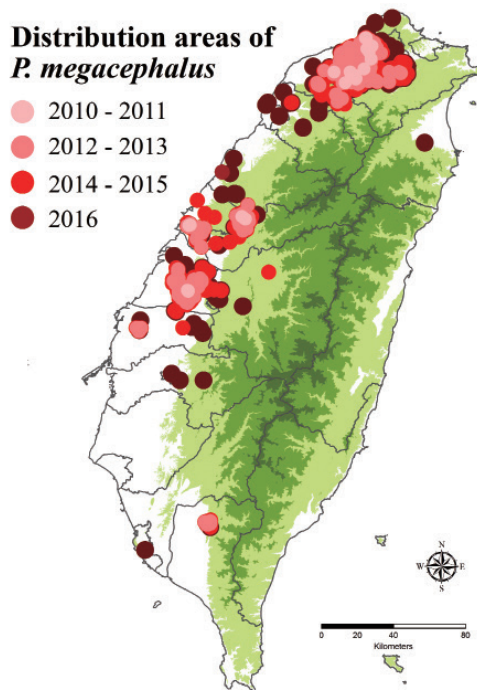 Distribution areas of
P. megacephalus
2010 - 2011
2012 - 2013
2014 - 2015
2016
N
W E
S
0 20 40 80
Kilometers